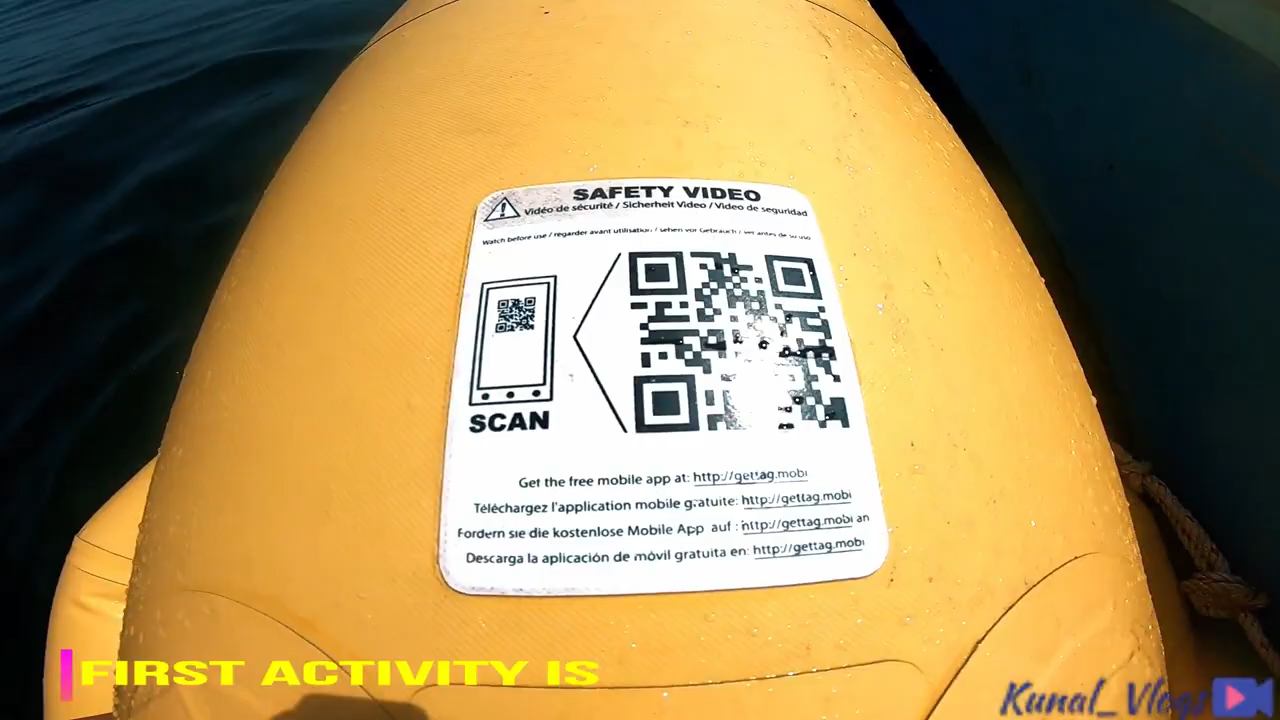 SAFETY VIDEO
Vidéo de sécurité / Sicherheit Video / Video de seguridad
Watch before use / regarder avant utilisation / sehen vor Gebrauch / ver antes de su uso
SCAN
Get the free mobile app at: http://gettag.mobi
Téléchargez l'application mobile gratuite: http://gettag.mobi
Fordern sie die kostenlose Mobile App auf : http://gettag.mobi an
Descarga la aplicación de móvil gratuita en: http://gettag.mobi
FIRST ACTIVITY IS
Kunal_Vlogs